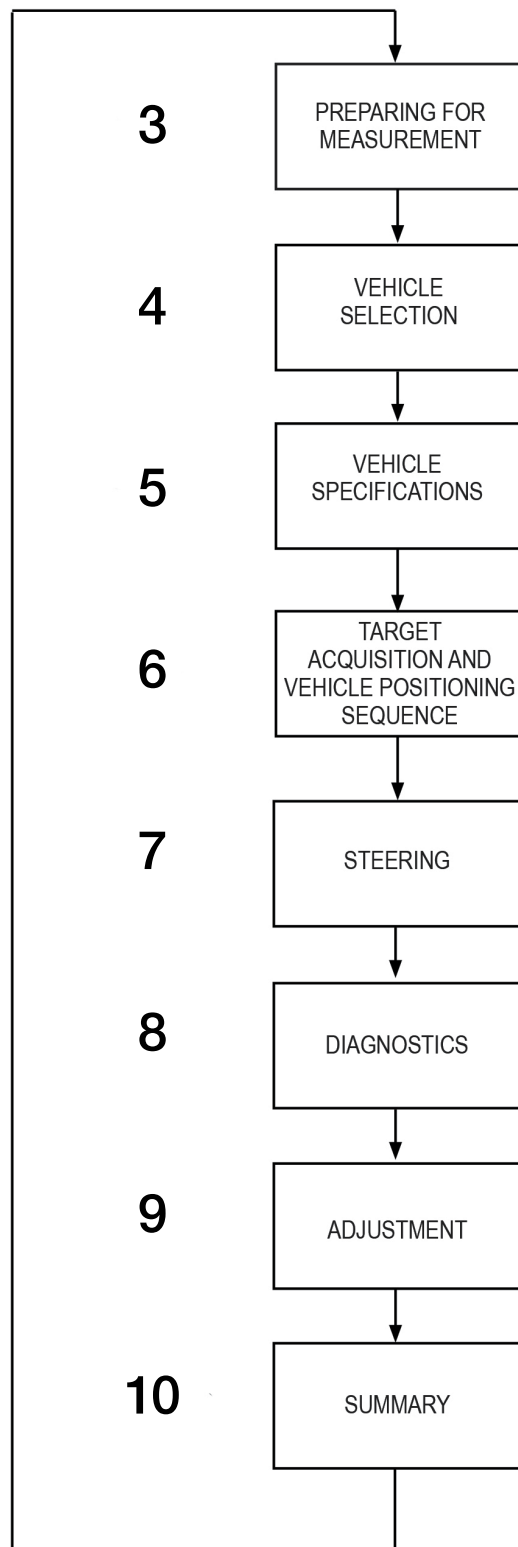 3
PREPARING FOR
MEASUREMENT
4
VEHICLE
SELECTION
5
VEHICLE
SPECIFICATIONS
6
TARGET
ACQUISITION AND
VEHICLE POSITIONING
SEQUENCE
7
STEERING
8
DIAGNOSTICS
9
ADJUSTMENT
10
SUMMARY